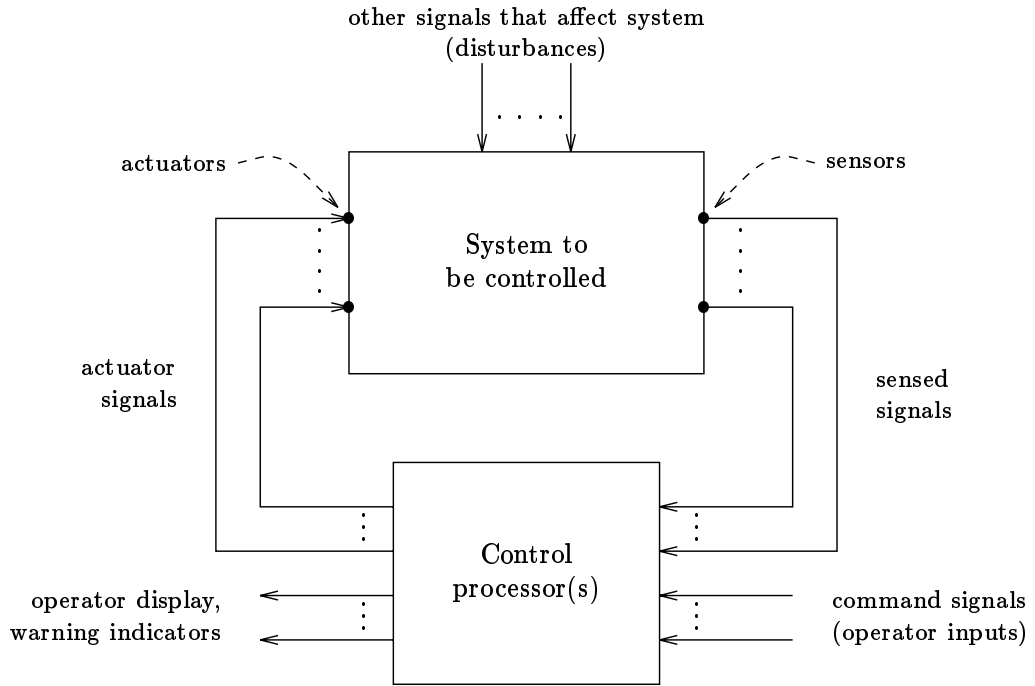 other signals that affect system
(disturbances)
actuators
sensors
System to
be controlled
actuator
signals
sensed
signals
Control
processor(s)
operator display,
warning indicators
command signals
(operator inputs)